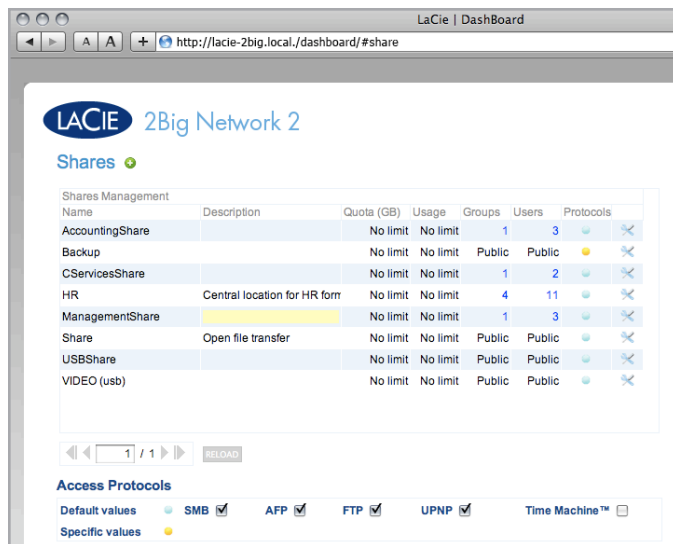 LaCie | DashBoard
A A + http://lacie-2big.local./dashboard/#share
LACIE 2Big Network 2
Shares
Shares Management
Name Description Quota (GB) Usage Groups Users Protocols
AccountingShare No limit No limit 1 3
Backup No limit No limit Public Public
CServicesShare No limit No limit 1 2
HR Central location for HR form No limit No limit 4 11
ManagementShare No limit No limit 1 3
Share Open file transfer No limit No limit Public Public
USBShare No limit No limit Public Public
VIDEO (usb) No limit No limit Public Public
1 / 1 RELOAD
Access Protocols
Default values SMB AFP FTP UPNP Time Machine™
Specific values